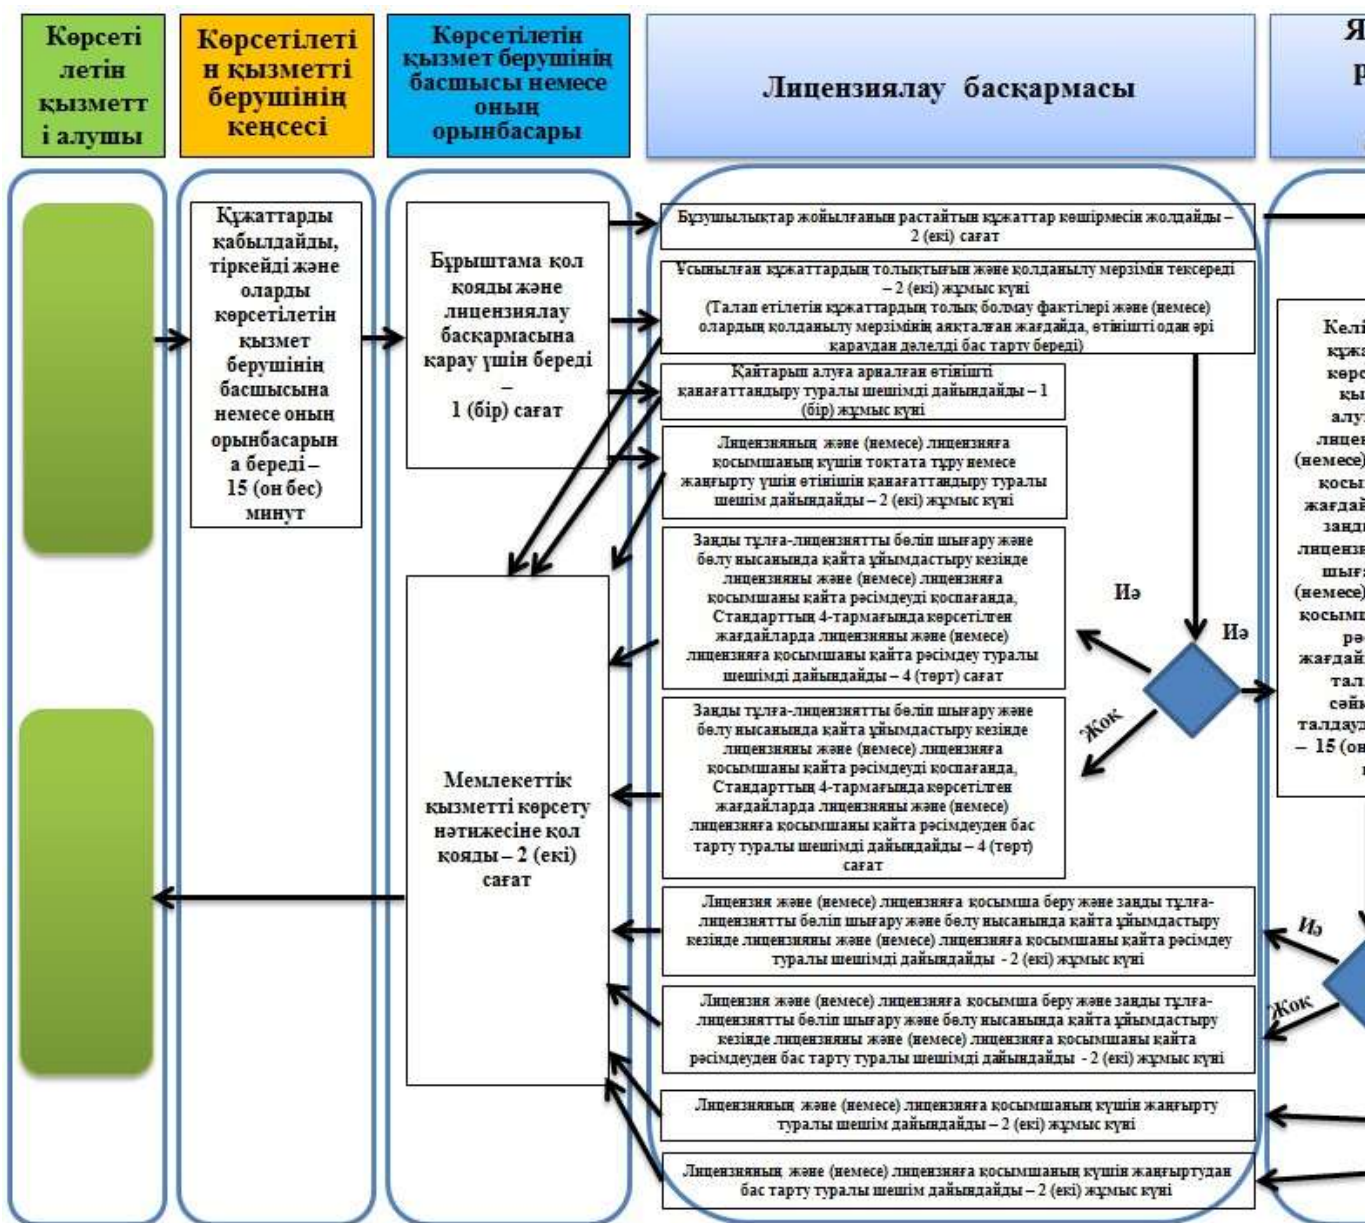 Көрсеті
летін
қызметт
і алушы
Көрсетілеті
н қызметті
берушінің
кеңсесі
Көрсетілетін
қызмет берушінің
басшысы немесе
оның
орынбасары
Лицензиялау басқармасы
Құжаттарды
қабылдайды,
тіркейді және
оларды
көрсетілетін
қызмет
берушінің
басшысына
немесе оның
орынбасарын
а береді –
15 (он бес)
минут
Бұрыштама қол
қояды және
лицензиялау
басқармасына
қарау үшін береді
–
1 (бір) сағат
Мемлекеттік
қызметті көрсету
нәтижесіне қол
қояды – 2 (екі)
сағат
Бұзушылықтар жойылғанын растайтын құжаттар көшірмесін жолдайды –
2 (екі) сағат
Ұсынылған құжаттардың толықтығын және қолданылу мерзімін тексереді
– 2 (екі) жұмыс күні
(Талап етілетін құжаттардың толық болмау фактілері және (немесе)
олардың қолданылу мерзімінің аяқталған жағдайда, өтінішті одан әрі
қараудан дәлелді бас тарту береді)
Қайтарып алуға арналған өтінішті
қанағаттандыру туралы шешімді дайындайды – 1
(бір) жұмыс күні
Лицензияның және (немесе) лицензияға
қосымшаның күшін тоқтата тұру немесе
жаңғырту үшін өтінішін қанағаттандыру туралы
шешім дайындайды – 2 (екі) жұмыс күні
Заңды тұлға-лицензиятты бөліп шығару және
бөлу нысанында қайта ұйымдастыру кезінде
лицензияны және (немесе) лицензияға
қосымшаны қайта рәсімдеуді қоспағанда,
Стандарттың 4-тармағында көрсетілген
жағдайларда лицензияны және (немесе)
лицензияға қосымшаны қайта рәсімдеу туралы
шешімді дайындайды – 4 (төрт) сағат
Иә
Иә
Жоқ
Заңды тұлға-лицензиятты бөліп шығару және
бөлу нысанында қайта ұйымдастыру кезінде
лицензияны және (немесе) лицензияға
қосымшаны қайта рәсімдеуді қоспағанда,
Стандарттың 4-тармағында көрсетілген
жағдайларда лицензияны және (немесе)
лицензияға қосымшаны қайта рәсімдеуден бас
тарту туралы шешімді дайындайды – 4 (төрт)
сағат
Лицензия және (немесе) лицензияға қосымша беру және заңды тұлға-
лицензиятты бөліп шығару және бөлу нысанында қайта ұйымдастыру
кезінде лицензияны және (немесе) лицензияға қосымшаны қайта рәсімдеу
туралы шешімді дайындайды - 2 (екі) жұмыс күні
Иә
Жоқ
Лицензия және (немесе) лицензияға қосымша беру және заңды тұлға-
лицензиятты бөліп шығару және бөлу нысанында қайта ұйымдастыру
кезінде лицензияны және (немесе) лицензияға қосымшаны қайта
рәсімдеуден бас тарту туралы шешімді дайындайды - 2 (екі) жұмыс күні
Лицензияның және (немесе) лицензияға қосымшаның күшін жаңғырту
туралы шешім дайындайды – 2 (екі) жұмыс күні
Лицензияның және (немесе) лицензияға қосымшаның күшін жаңғыртудан
бас тарту туралы шешім дайындайды – 2 (екі) жұмыс күні
(немесе)
(немесе)
– 15